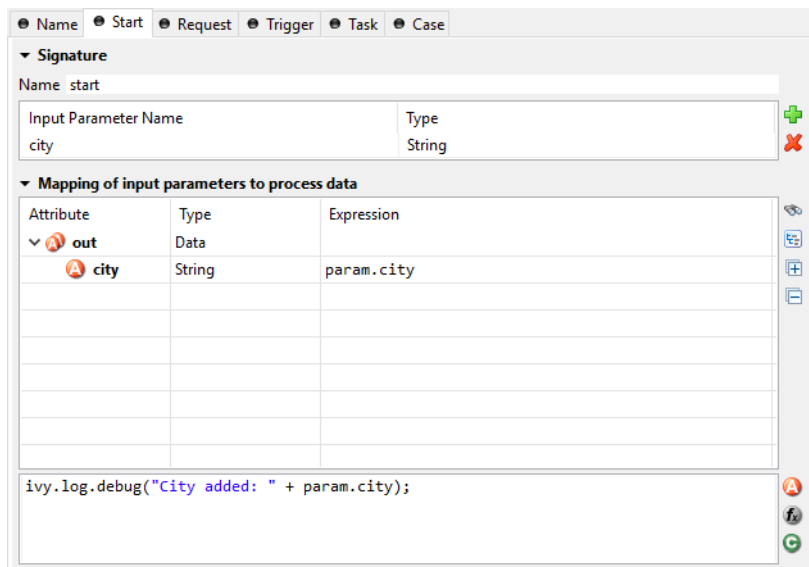 Name Start Request Trigger Task Case
Signature
Name start
Input Parameter Name Type
city String
Mapping of input parameters to process data
Attribute Type Expression
A out Data
A city String param.city
ivy.log.debug("City added: " + param.city);
A
fx
C